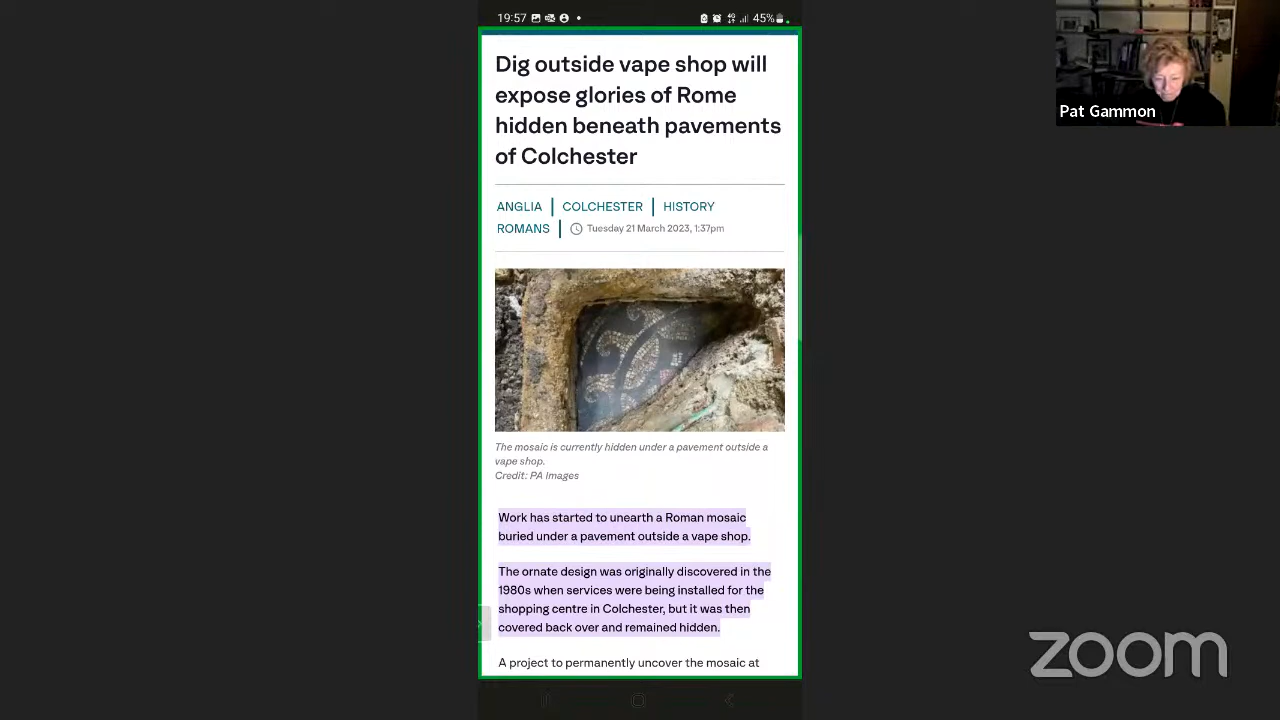 19:57
45%
Dig outside vape shop will
expose glories of Rome
hidden beneath pavements
of Colchester
ANGLIA | COLCHESTER | HISTORY
ROMANS | Tuesday 21 March 2023, 1:37pm
The mosaic is currently hidden under a pavement outside a
vape shop.
Credit: PA Images
Work has started to unearth a Roman mosaic
buried under a pavement outside a vape shop.
The ornate design was originally discovered in the
1980s when services were being installed for the
shopping centre in Colchester, but it was then
covered back over and remained hidden.
A project to permanently uncover the mosaic at
Pat Gammon
zoom